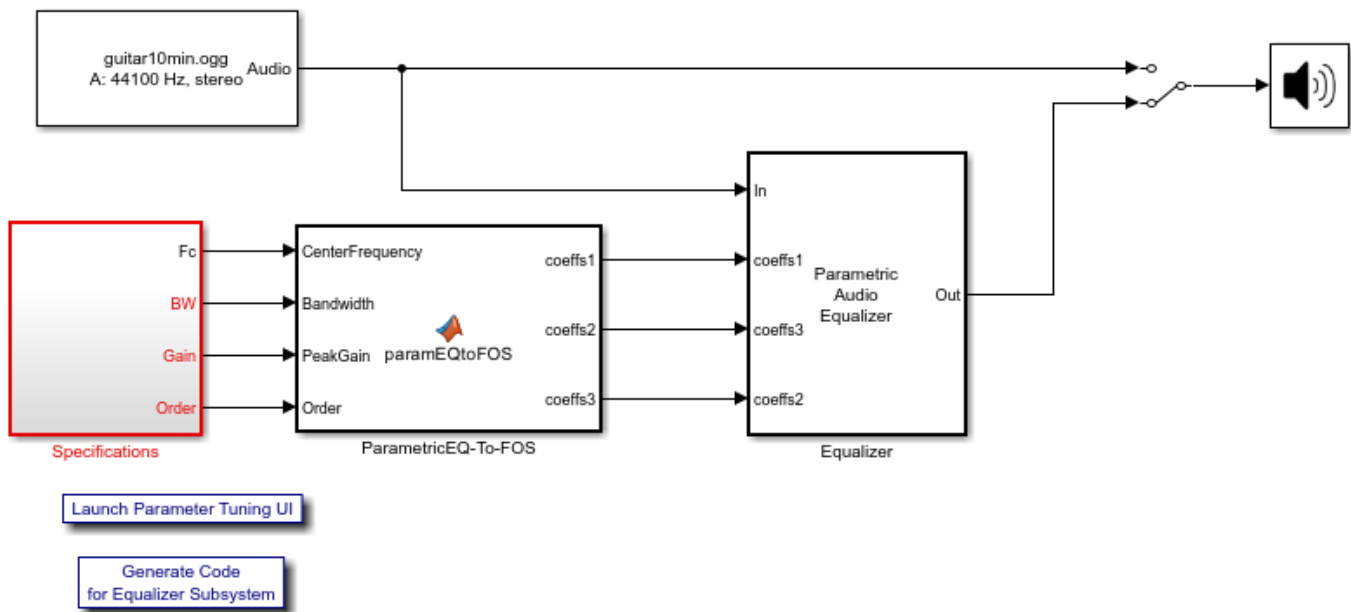 guitar10min.ogg
A: 44100 Hz, stereo
Audio
Fc
BW
Gain
Order
Specifications
CenterFrequency
Bandwidth
PeakGain
Order
paramEQtoFOS
coeffs1
coeffs2
coeffs3
ParametricEQ-To-FOS
In
coeffs1
coeffs3
coeffs2
Parametric
Audio
Equalizer
Out
Equalizer
Launch Parameter Tuning UI
Generate Code
for Equalizer Subsystem